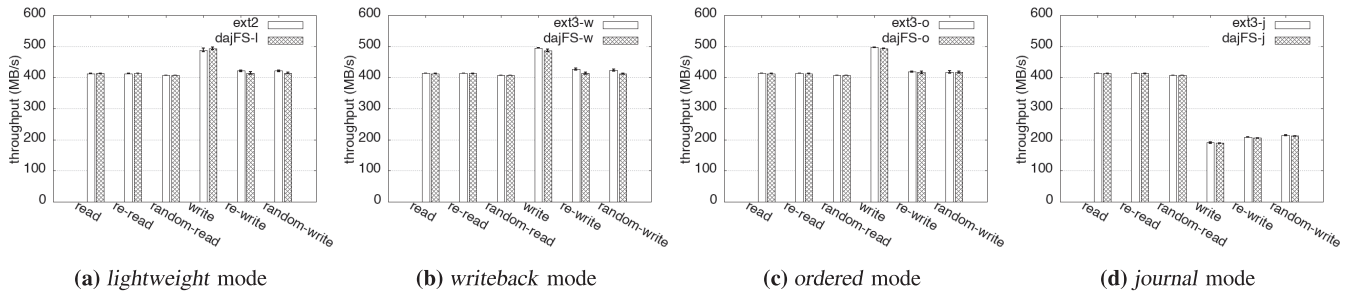 throughput (MB/s)
600
500
400
300
200
100
0
ext2
dajFS-l
read
re-read
random-read
write
re-write
random-write
(a) lightweight mode
throughput (MB/s)
600
500
400
300
200
100
0
ext3-w
dajFS-w
read
re-read
random-read
write
re-write
random-write
(b) writeback mode
throughput (MB/s)
600
500
400
300
200
100
0
ext3-o
dajFS-o
read
re-read
random-read
write
re-write
random-write
(c) ordered mode
throughput (MB/s)
600
500
400
300
200
100
0
ext3-j
dajFS-j
read
re-read
random-read
write
re-write
random-write
(d) journal mode